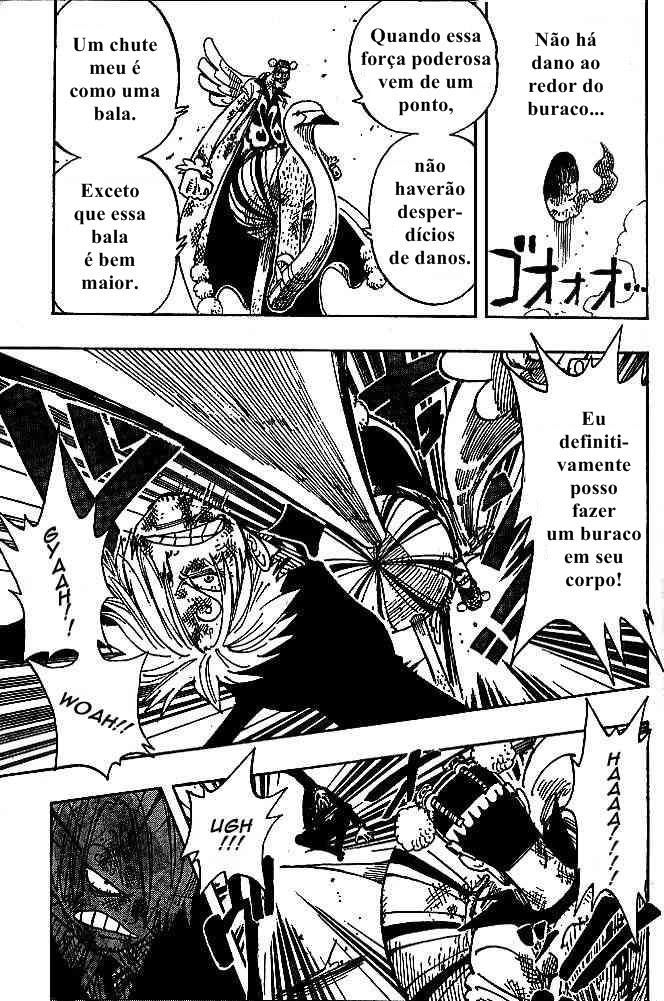 Não há
dano ao
redor do
buraco...
ゴオォォ...
Quando essa
força poderosa
vem de um
ponto,
não
haverão
desper-
dícios
de danos.
Um chute
meu é
como uma
bala.
Exceto
que essa
bala
é bem
maior.
Eu
definiti-
vamente
posso
fazer
um buraco
em seu
corpo!
GYAAH!!
WOAH!!
HAAAA!!!!
UGH
!!!